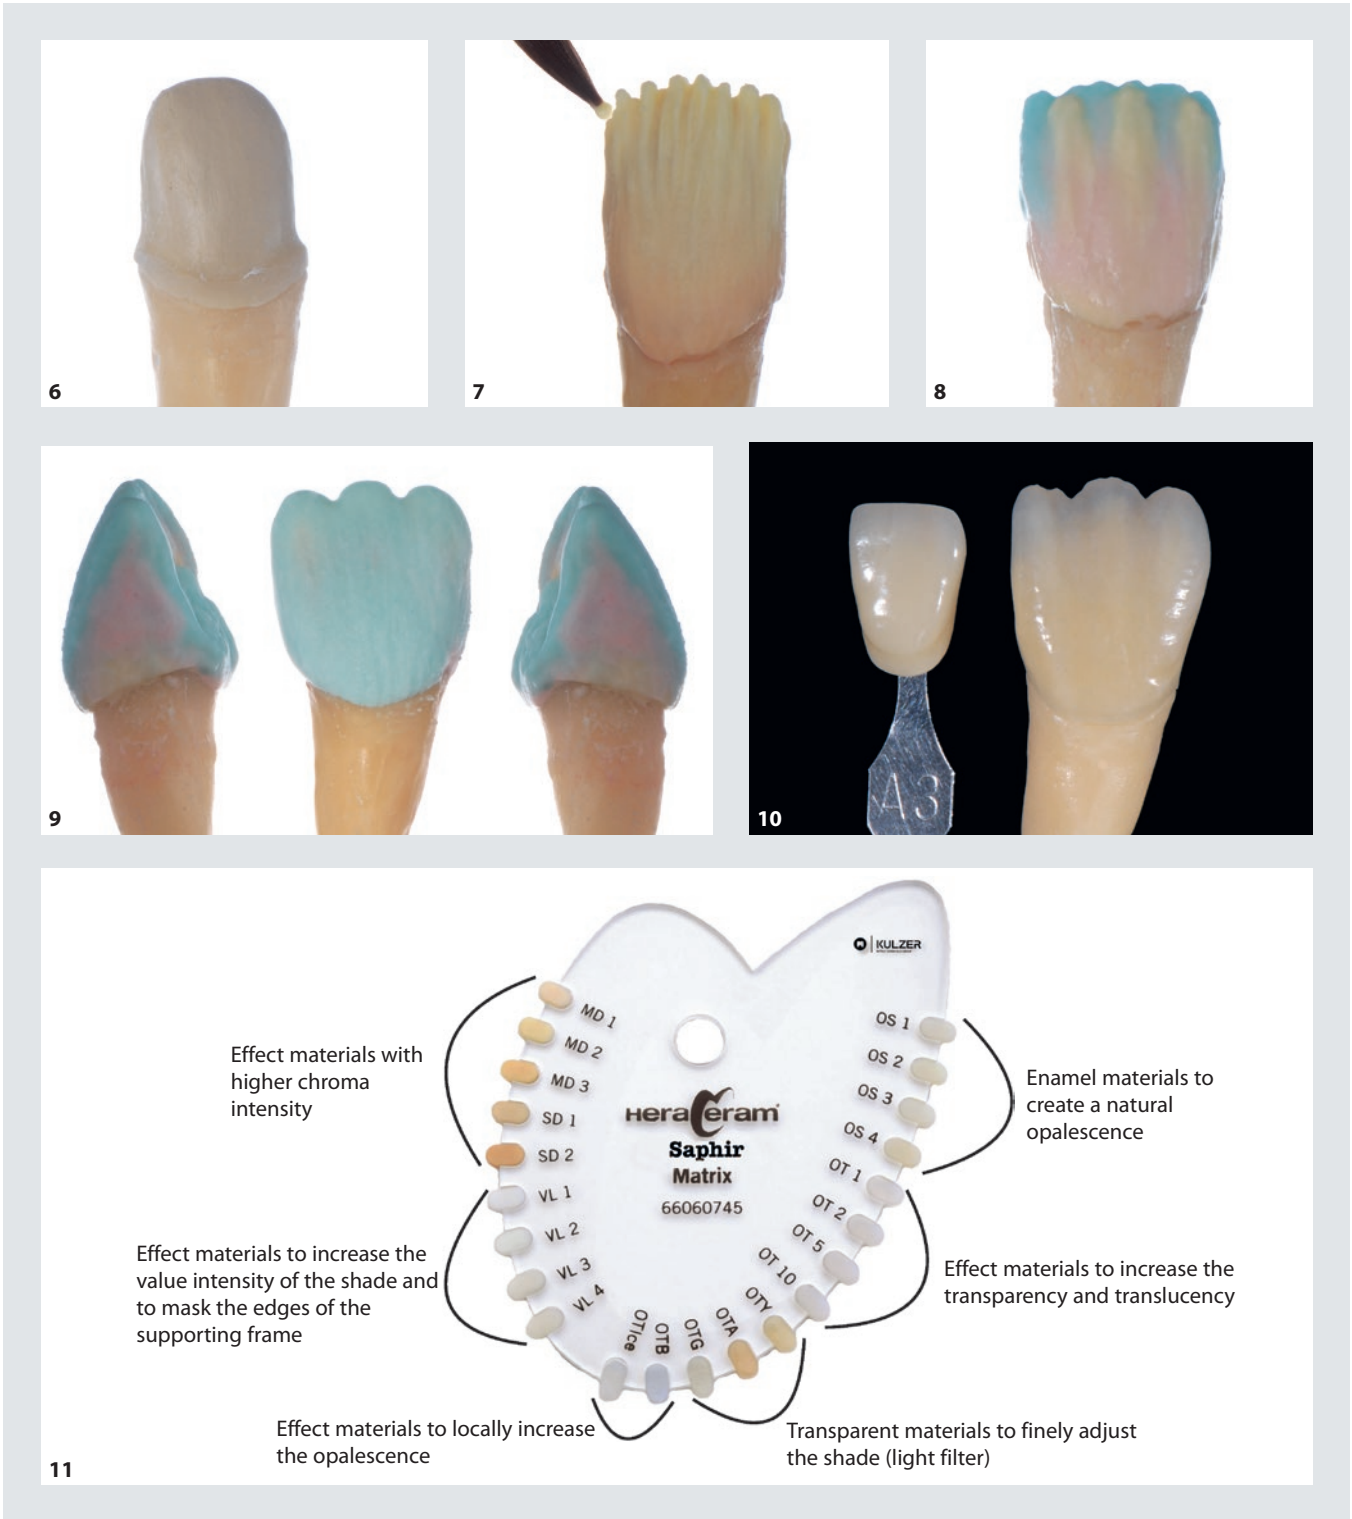 6
7
8
9
A3
10
KULZER
MD 1
MD 2
MD 3
SD 1
SD 2
VL 1
VL 2
VL 3
VL 4
OTIce
OTB
OTG
OTA
OTY
OT 10
OT 5
OT 2
OT 1
OS 4
OS 3
OS 2
OS 1
HeraCeram
Saphir
Matrix
66060745
Effect materials with
higher chroma
intensity
Effect materials to increase the
value intensity of the shade and
to mask the edges of the
supporting frame
Effect materials to locally increase
the opalescence
Transparent materials to finely adjust
the shade (light filter)
Effect materials to increase the
transparency and translucency
Enamel materials to
create a natural
opalescence
11